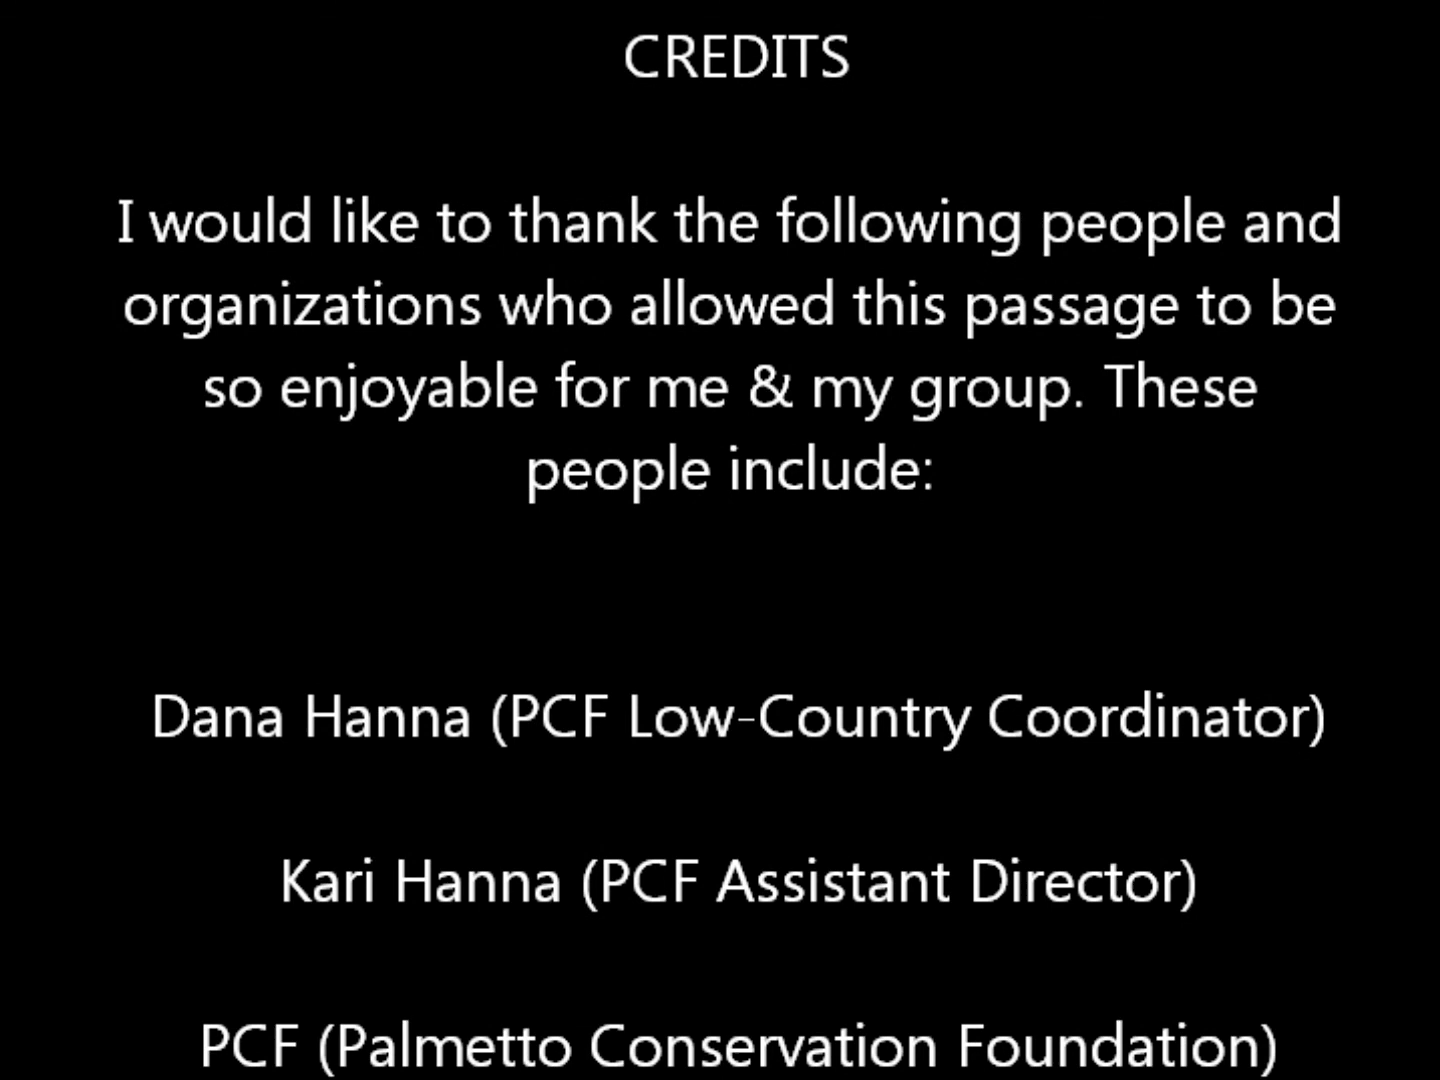 CREDITS
I would like to thank the following people and
organizations who allowed this passage to be
so enjoyable for me & my group. These
people include:
Dana Hanna (PCF Low-Country Coordinator)
Kari Hanna (PCF Assistant Director)
PCF (Palmetto Conservation Foundation)